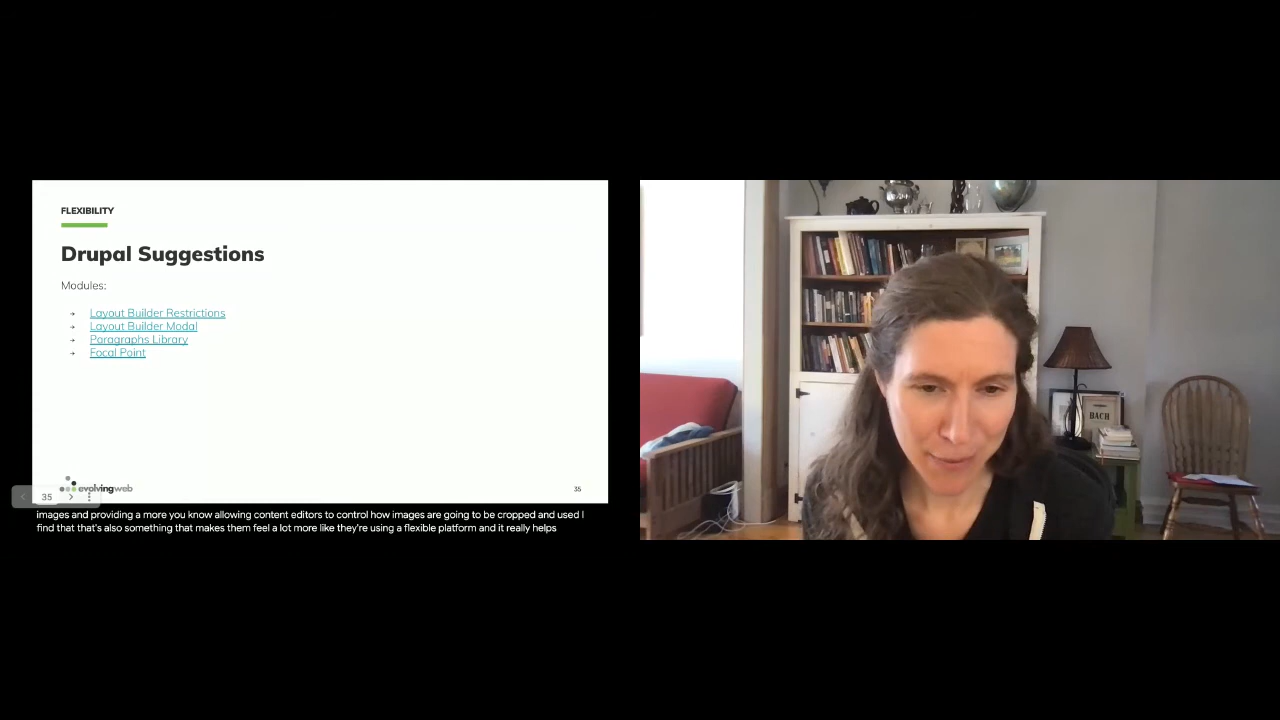 FLEXIBILITY
Drupal Suggestions
Modules:
→ Layout Builder Restrictions
→ Layout Builder Modal
→ Paragraphs Library
→ Focal Point
evolvingweb
35
35
images and providing a more you know allowing content editors to control how images are going to be cropped and used I
find that that's also something that makes them feel a lot more like they're using a flexible platform and it really helps
BACH